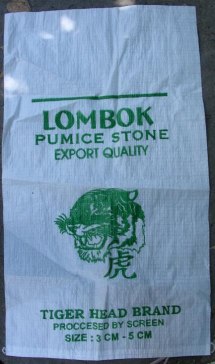 LOMBOK
PUMICE STONE
EXPORT QUALITY
虎
TIGER HEAD BRAND
PROCCESED BY SCREEN
SIZE : 3 CM - 5 CM